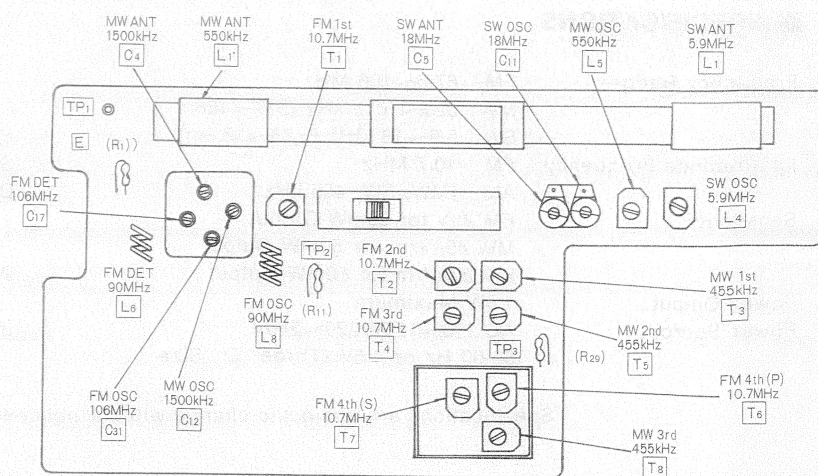 MW ANT
1500kHz
C4
MW ANT
550kHz
L1'
FM 1st
10.7MHz
T1
SW ANT
18MHz
C5
SW OSC
18MHz
C11
MW OSC
550kHz
L5
SW ANT
5.9MHz
L1
TP1
E
(R1))
FM DET
106MHz
C17
SW OSC
5.9MHz
L4
FM DET
90MHz
L6
TP2
(R11)
FM 2nd
10.7MHz
T2
MW 1st
455kHz
T3
FM OSC
90MHz
L8
FM 3rd
10.7MHz
T4
MW 2nd
455kHz
T5
TP3
(R29)
FM OSC
106MHz
C31
MW OSC
1500kHz
C12
FM 4th(S)
10.7MHz
T7
FM 4th(P)
10.7MHz
T6
MW 3rd
455kHz
T8